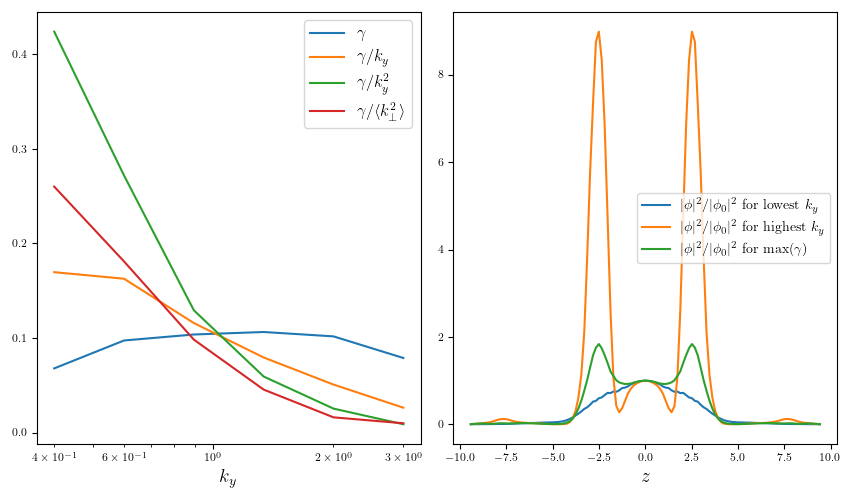 0.4
0.3
0.2
0.1
0.0
γ
γ/k_y
γ/k_y^2
γ/⟨k_⊥^2⟩
4 × 10^{-1}
6 × 10^{-1}
10^0
2 × 10^0
3 × 10^0
k_y
8
6
4
2
0
|ϕ|^2/|ϕ_0|^2 for lowest k_y
|ϕ|^2/|ϕ_0|^2 for highest k_y
|ϕ|^2/|ϕ_0|^2 for max(γ)
−10.0
−7.5
−5.0
−2.5
0.0
2.5
5.0
7.5
10.0
z